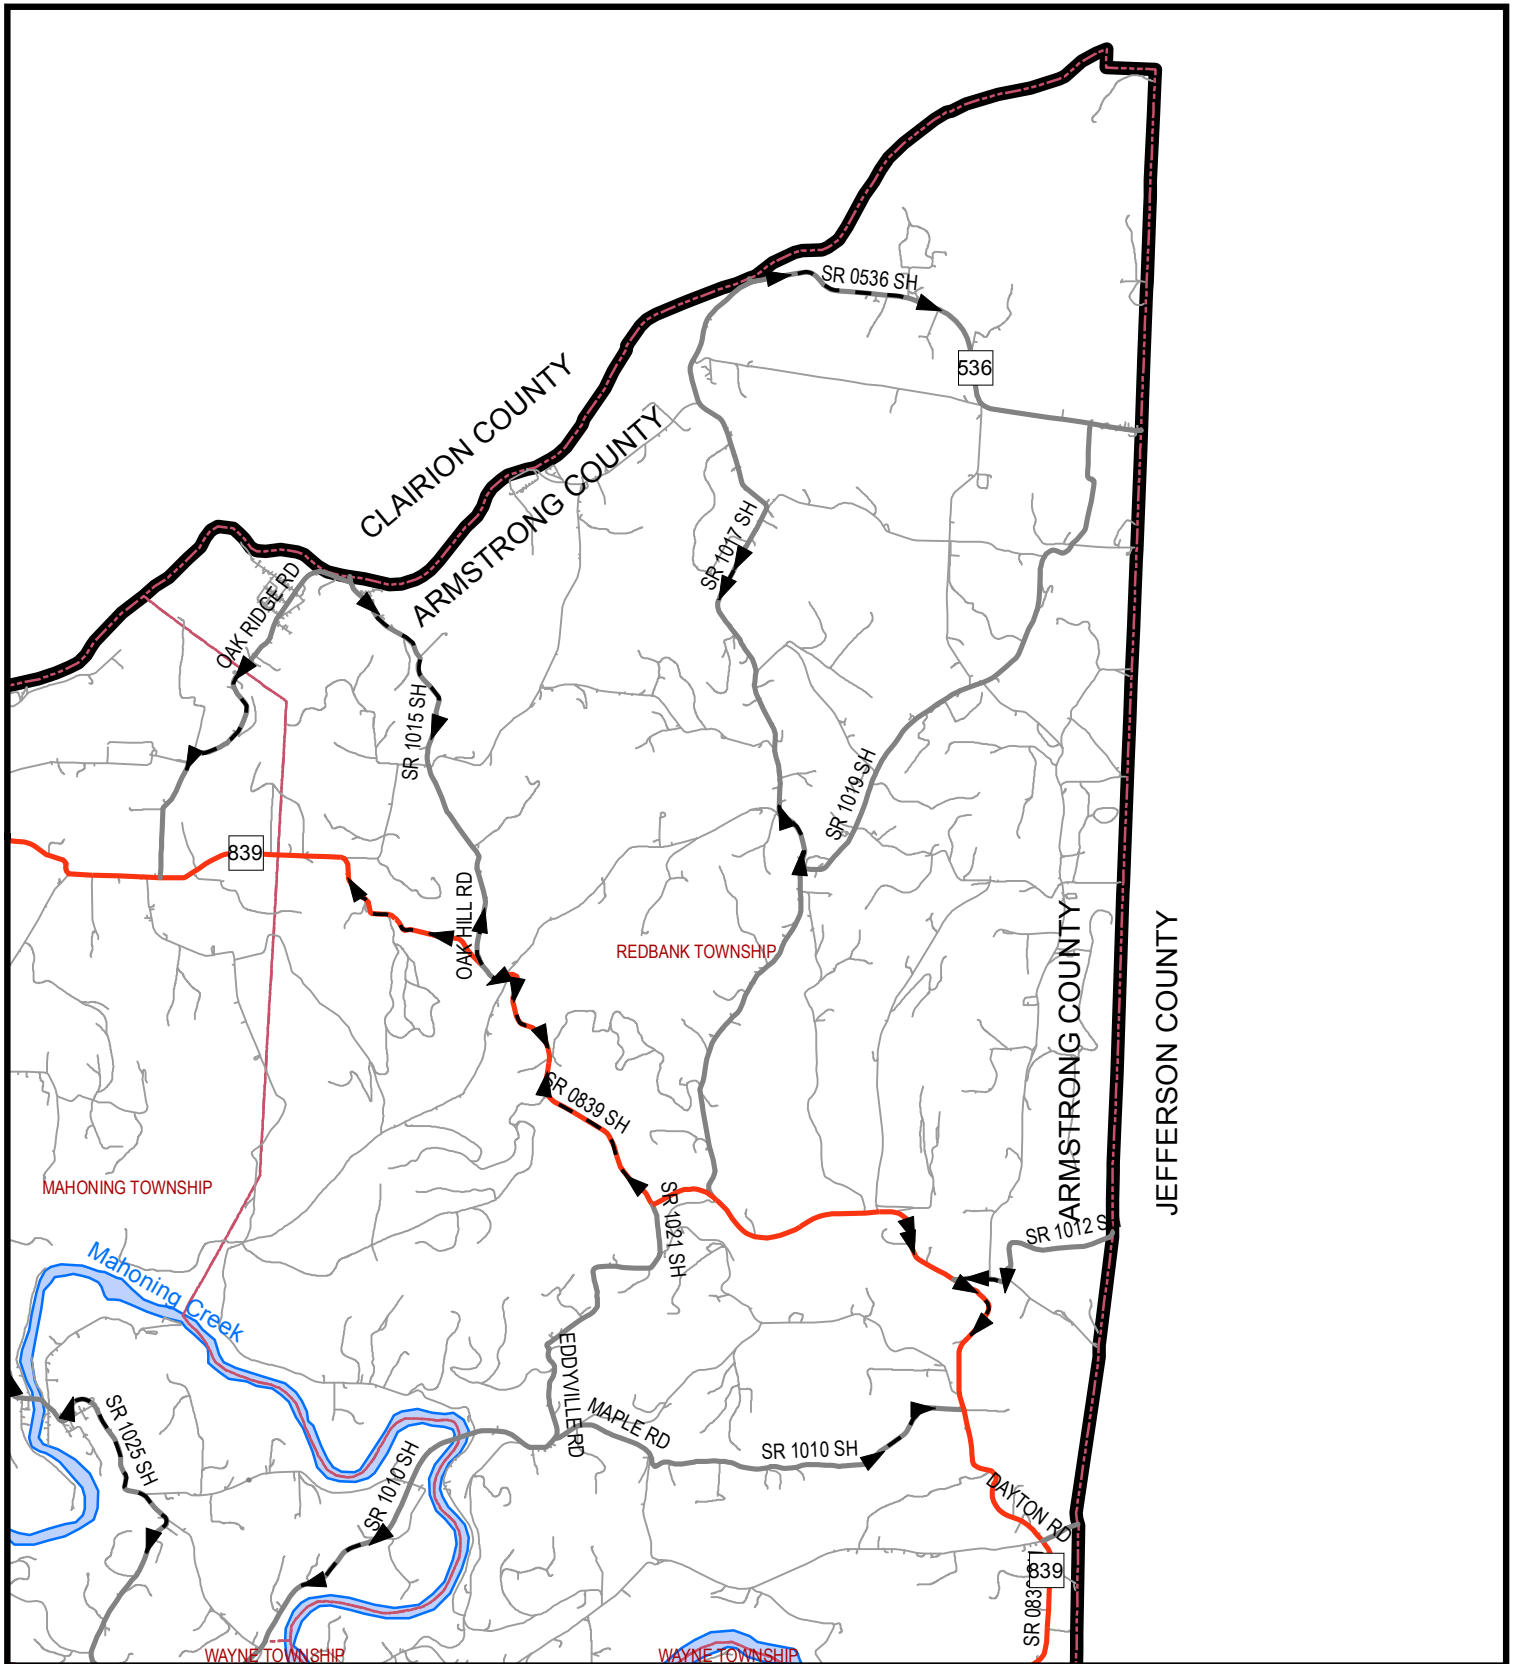 SR 0536 SH
536
CLAIRION COUNTY
ARMSTRONG COUNTY
SR 1017 SH
OAK RIDGE RD
SR 1015 SH
SR 1019 SH
839
OAK HILL RD
REDBANK TOWNSHIP
ARMSTRONG COUNTY
JEFFERSON COUNTY
SR 0839 SH
MAHONING TOWNSHIP
SR 1021 SH
SR 1012 SH
Mahoning Creek
EDDYVILLE RD
MAPLE RD
SR 1025 SH
SR 1010 SH
SR 1010 SH
DAYTON RD
839
SR 083
WAYNE TOWNSHIP
WAYNE TOWNSHIP